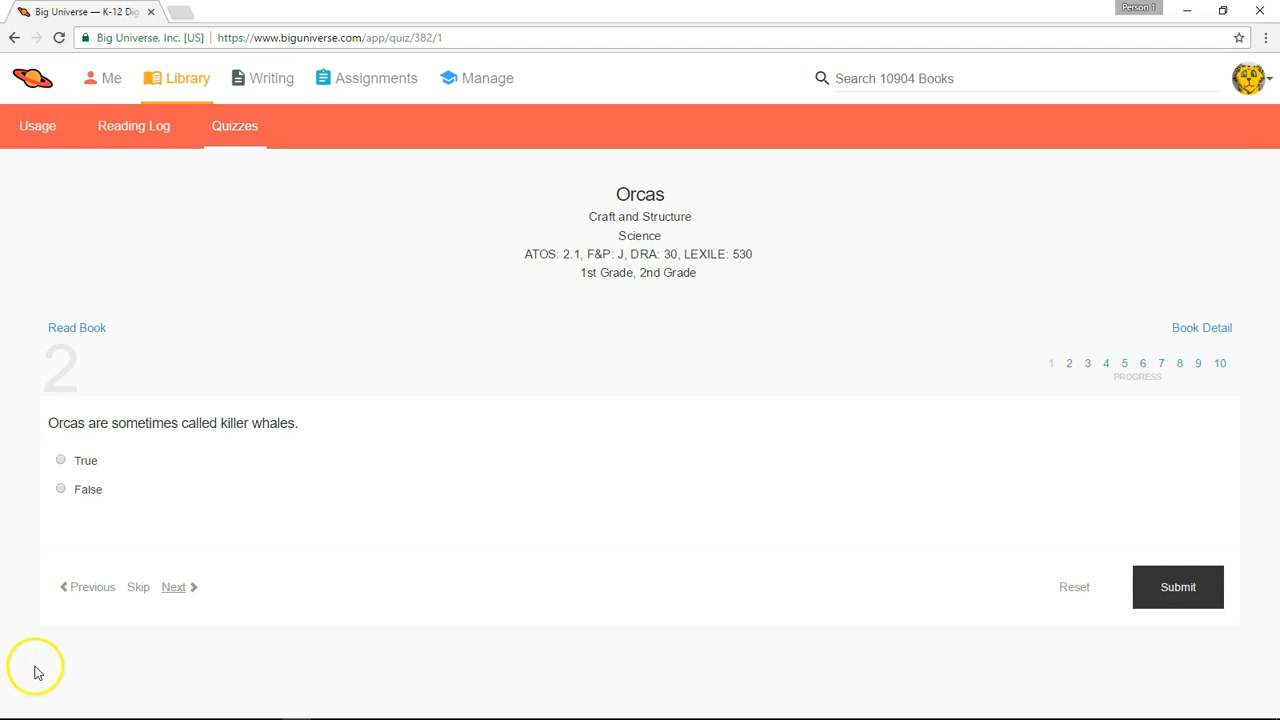 Big Universe — K-12 Dig
Person 1
Big Universe, Inc. [US] https://www.biguniverse.com/app/quiz/382/1
Me Library Writing Assignments Manage Search 10904 Books
Usage Reading Log Quizzes
Orcas
Craft and Structure
Science
ATOS: 2.1, F&P: J, DRA: 30, LEXILE: 530
1st Grade, 2nd Grade
Read Book Book Detail
2
1 2 3 4 5 6 7 8 9 10
PROGRESS
Orcas are sometimes called killer whales.
True
False
Previous Skip Next Reset Submit